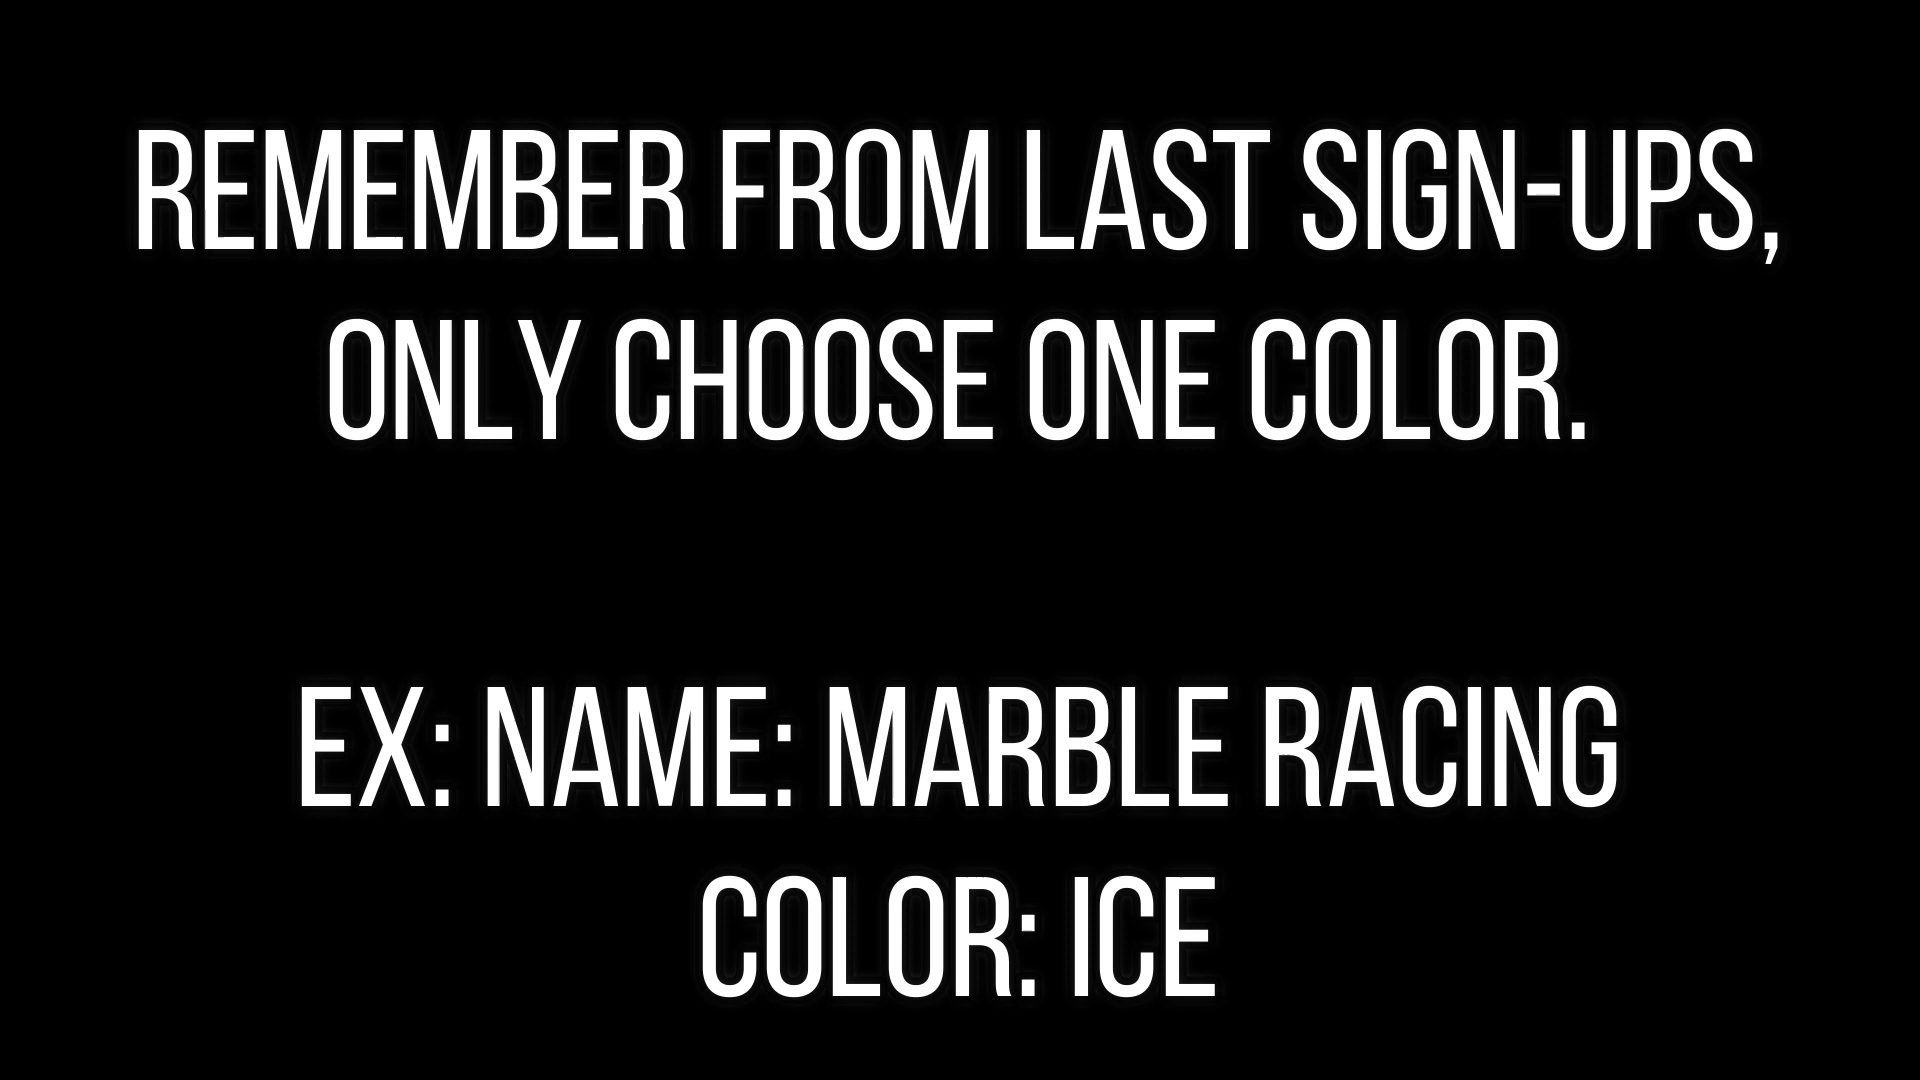 REMEMBER FROM LAST SIGN-UPS,
ONLY CHOOSE ONE COLOR.
EX: NAME: MARBLE RACING
COLOR: ICE